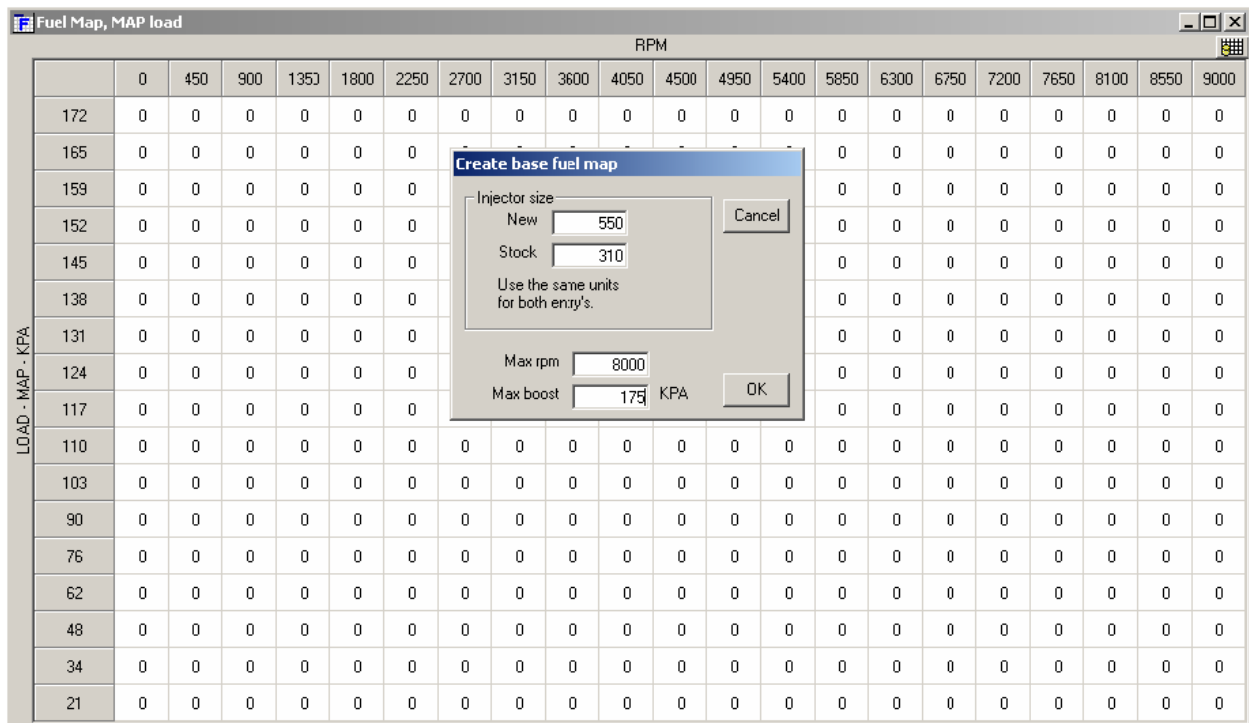 Fuel Map, MAP load
RPM
0 450 900 1350 1800 2250 2700 3150 3600 4050 4500 4950 5400 5850 6300 6750 7200 7650 8100 8550 9000
172 0 0 0 0 0 0 0 0 0 0 0 0 0 0 0 0 0 0 0 0 0
165 0 0 0 0 0 0 0 0 0 0 0 0 0 0
159 0 0 0 0 0 0 0 0 0 0 0 0 0 0
152 0 0 0 0 0 0 0 0 0 0 0 0 0 0
145 0 0 0 0 0 0 0 0 0 0 0 0 0 0
138 0 0 0 0 0 0 0 0 0 0 0 0 0 0
131 0 0 0 0 0 0 0 0 0 0 0 0 0 0
124 0 0 0 0 0 0 0 0 0 0 0 0 0 0
117 0 0 0 0 0 0 0 0 0 0 0 0 0 0
110 0 0 0 0 0 0 0 0 0 0 0 0 0 0 0 0 0 0 0 0 0
103 0 0 0 0 0 0 0 0 0 0 0 0 0 0 0 0 0 0 0 0 0
90 0 0 0 0 0 0 0 0 0 0 0 0 0 0 0 0 0 0 0 0 0
76 0 0 0 0 0 0 0 0 0 0 0 0 0 0 0 0 0 0 0 0 0
62 0 0 0 0 0 0 0 0 0 0 0 0 0 0 0 0 0 0 0 0 0
48 0 0 0 0 0 0 0 0 0 0 0 0 0 0 0 0 0 0 0 0 0
34 0 0 0 0 0 0 0 0 0 0 0 0 0 0 0 0 0 0 0 0 0
21 0 0 0 0 0 0 0 0 0 0 0 0 0 0 0 0 0 0 0 0 0
LOAD - MAP - KPA
Create base fuel map
Injector size
New 550
Cancel
Stock 310
Use the same units
for both entry's.
Max rpm 8000
Max boost 175 KPA
OK